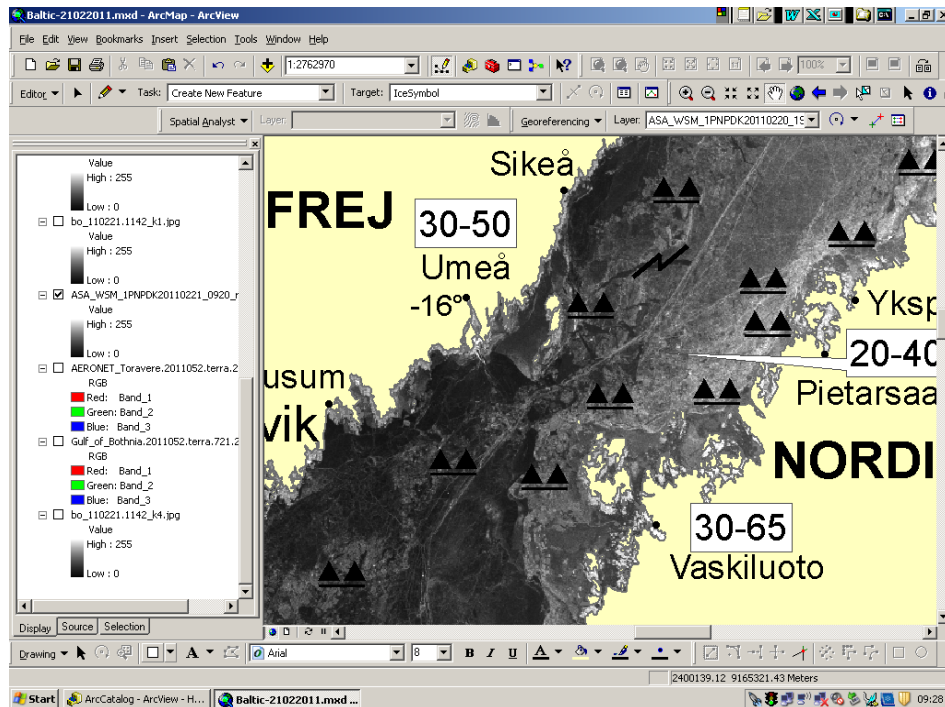 Baltic-21022011.mxd - ArcMap - ArcView
File Edit View Bookmarks Insert Selection Tools Window Help
1:2762970
100%
Editor Task: Create New Feature Target: IceSymbol
Spatial Analyst Layer: Georeferencing Layer: ASA_WSM_1PNPDK20110220_19
Value
High : 255
Low : 0
bo_110221.1142_k1.jpg
Value
High : 255
Low : 0
ASA_WSM_1PNPDK20110221_0920_r
Value
High : 255
Low : 0
AERONET_Toravere.2011052.terra.2
RGB
Red: Band_1
Green: Band_2
Blue: Band_3
Gulf_of_Bothnia.2011052.terra.721.2
RGB
Red: Band_1
Green: Band_2
Blue: Band_3
bo_110221.1142_k4.jpg
Value
High : 255
Low : 0
Display Source Selection
Sikeå
FREJ
30-50
Umeå
-16°
Yksp
20-40
Pietarsaa
usum
vik
NORDI
30-65
Vaskiluoto
Drawing A Arial 8 B I U A
2400139.12 9165321.43 Meters
Start ArcCatalog - ArcView - H... Baltic-21022011.mxd ... 09:28